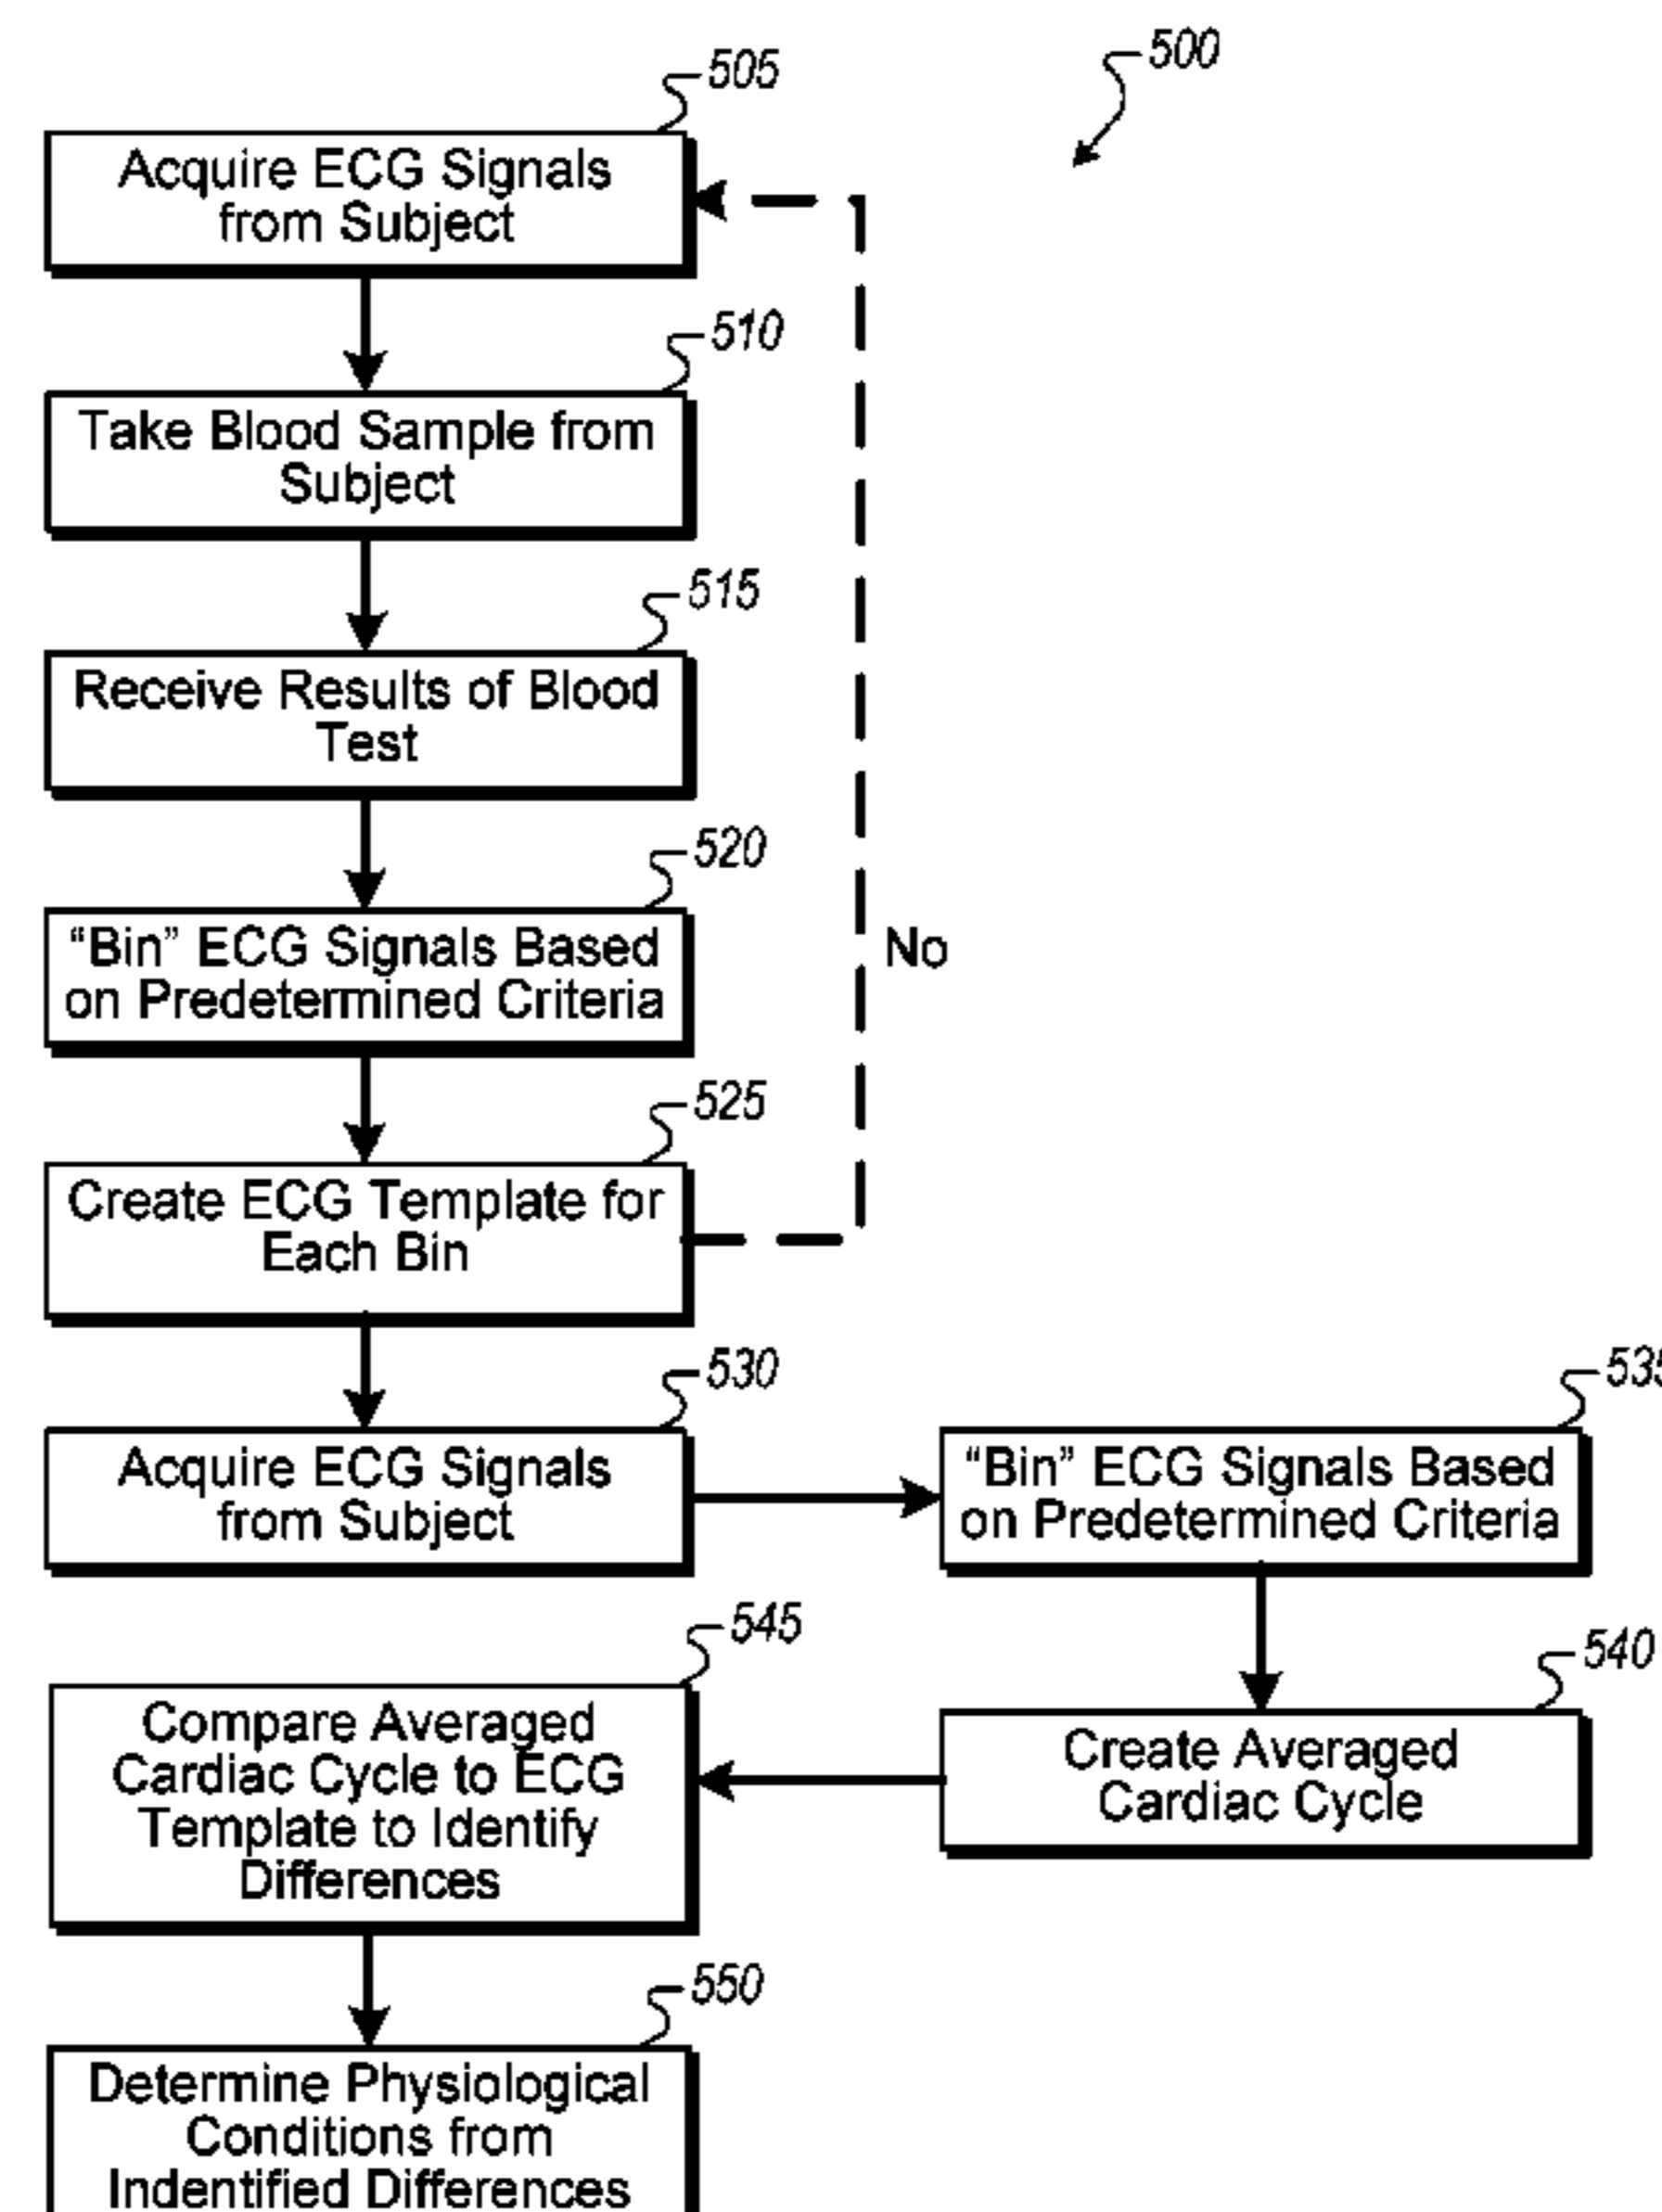 500
505
Acquire ECG Signals
from Subject
510
Take Blood Sample from
Subject
515
Receive Results of Blood
Test
520
“Bin” ECG Signals Based
on Predetermined Criteria
No
525
Create ECG Template for
Each Bin
530
Acquire ECG Signals
from Subject
535
“Bin” ECG Signals Based
on Predetermined Criteria
540
Create Averaged
Cardiac Cycle
545
Compare Averaged
Cardiac Cycle to ECG
Template to Identify
Differences
550
Determine Physiological
Conditions from
Indentified Differences